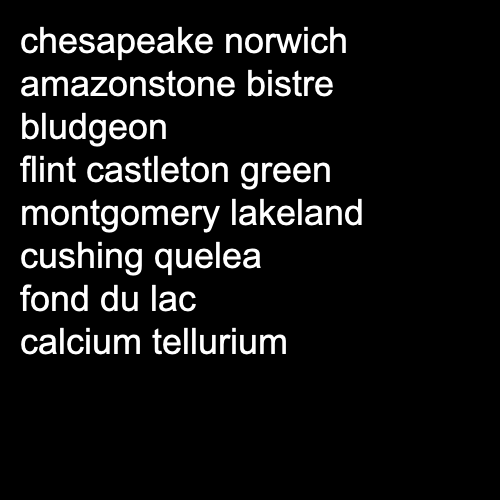 chesapeake norwich
amazonstone bistre
bludgeon
flint castleton green
montgomery lakeland
cushing quelea
fond du lac
calcium tellurium